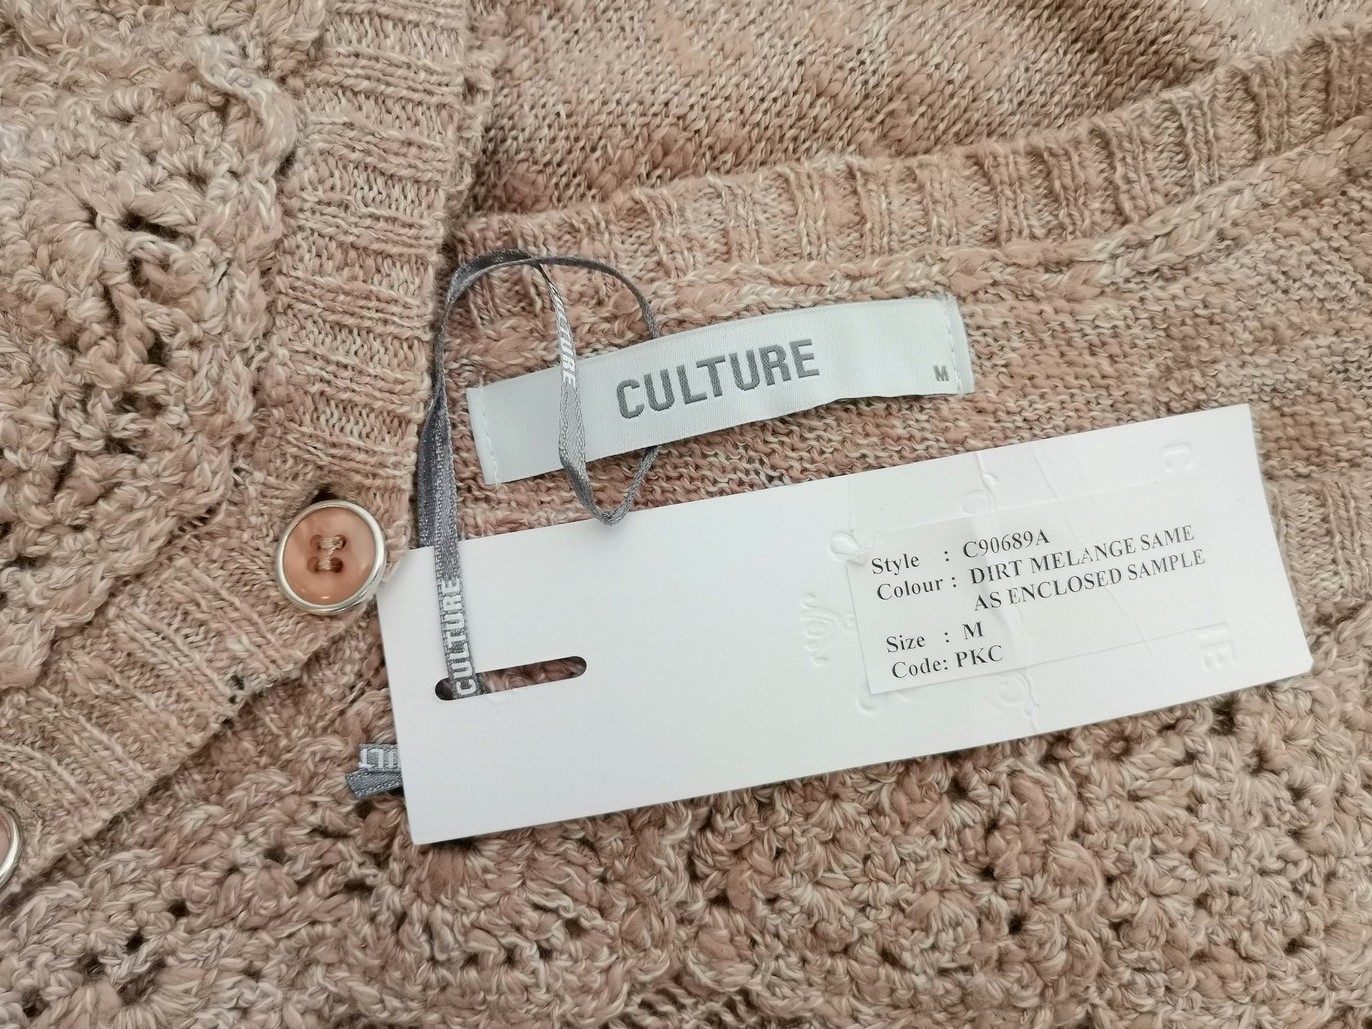 CULTURE
M
CULTURE
Style : C90689A
Colour : DIRT MELANGE SAME
AS ENCLOSED SAMPLE
Size : M
Code: PKC